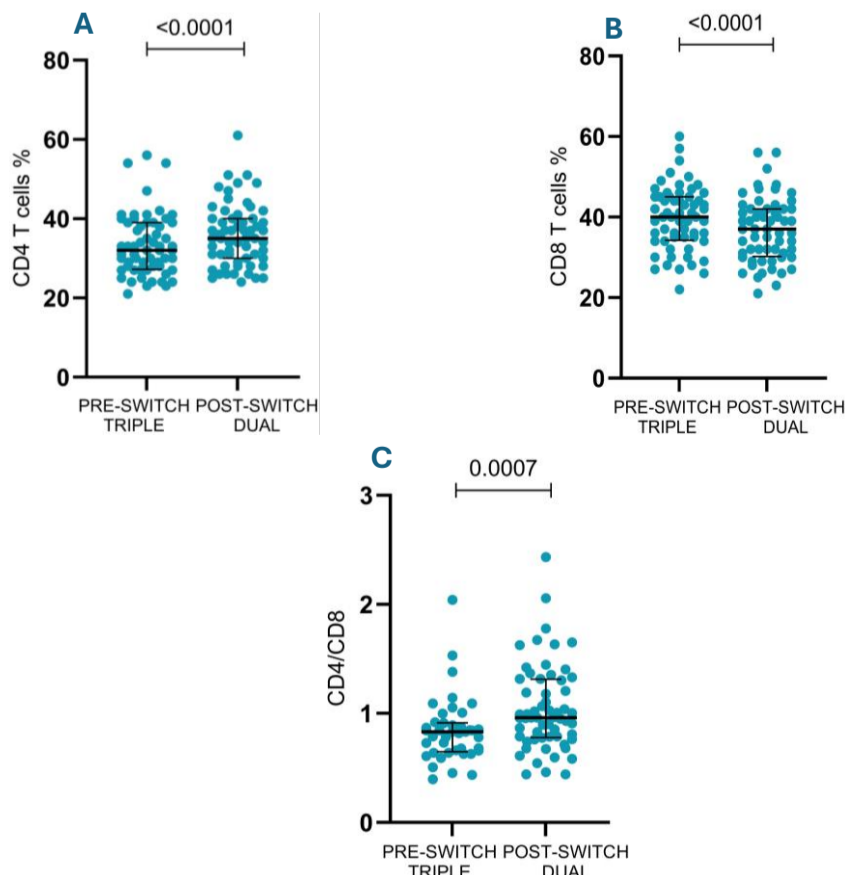 A
<0.0001
80
60
40
20
0
CD4 T cells %
PRE-SWITCH POST-SWITCH
TRIPLE DUAL
B
<0.0001
80
60
40
20
0
CD8 T cells %
PRE-SWITCH POST-SWITCH
TRIPLE DUAL
C
0.0007
3
2
1
0
CD4/CD8
PRE-SWITCH POST-SWITCH
TRIPLE DUAL